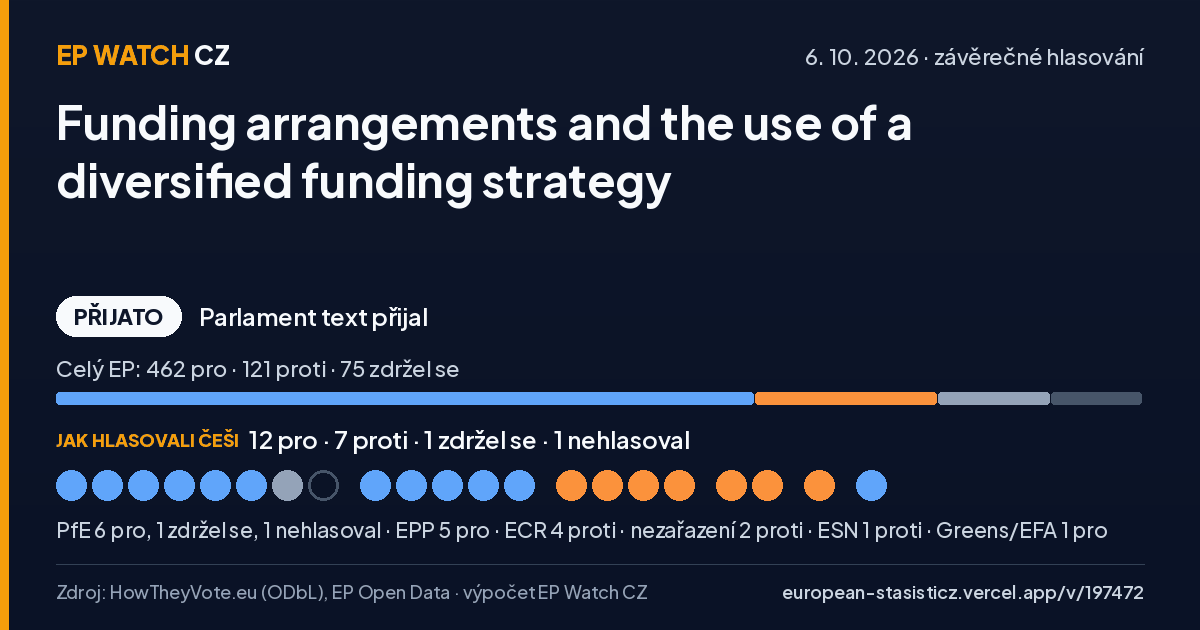 EP WATCH CZ
6. 10. 2026 · závěrečné hlasování
Funding arrangements and the use of a
diversified funding strategy
PŘIJATO Parlament text přijal
Celý EP: 462 pro · 121 proti · 75 zdržel se
JAK HLASOVALI ČEŠI 12 pro · 7 proti · 1 zdržel se · 1 nehlasoval
PfE 6 pro, 1 zdržel se, 1 nehlasoval · EPP 5 pro · ECR 4 proti · nezařazení 2 proti · ESN 1 proti · Greens/EFA 1 pro
Zdroj: HowTheyVote.eu (ODbL), EP Open Data · výpočet EP Watch CZ
european-stasisticz.vercel.app/v/197472